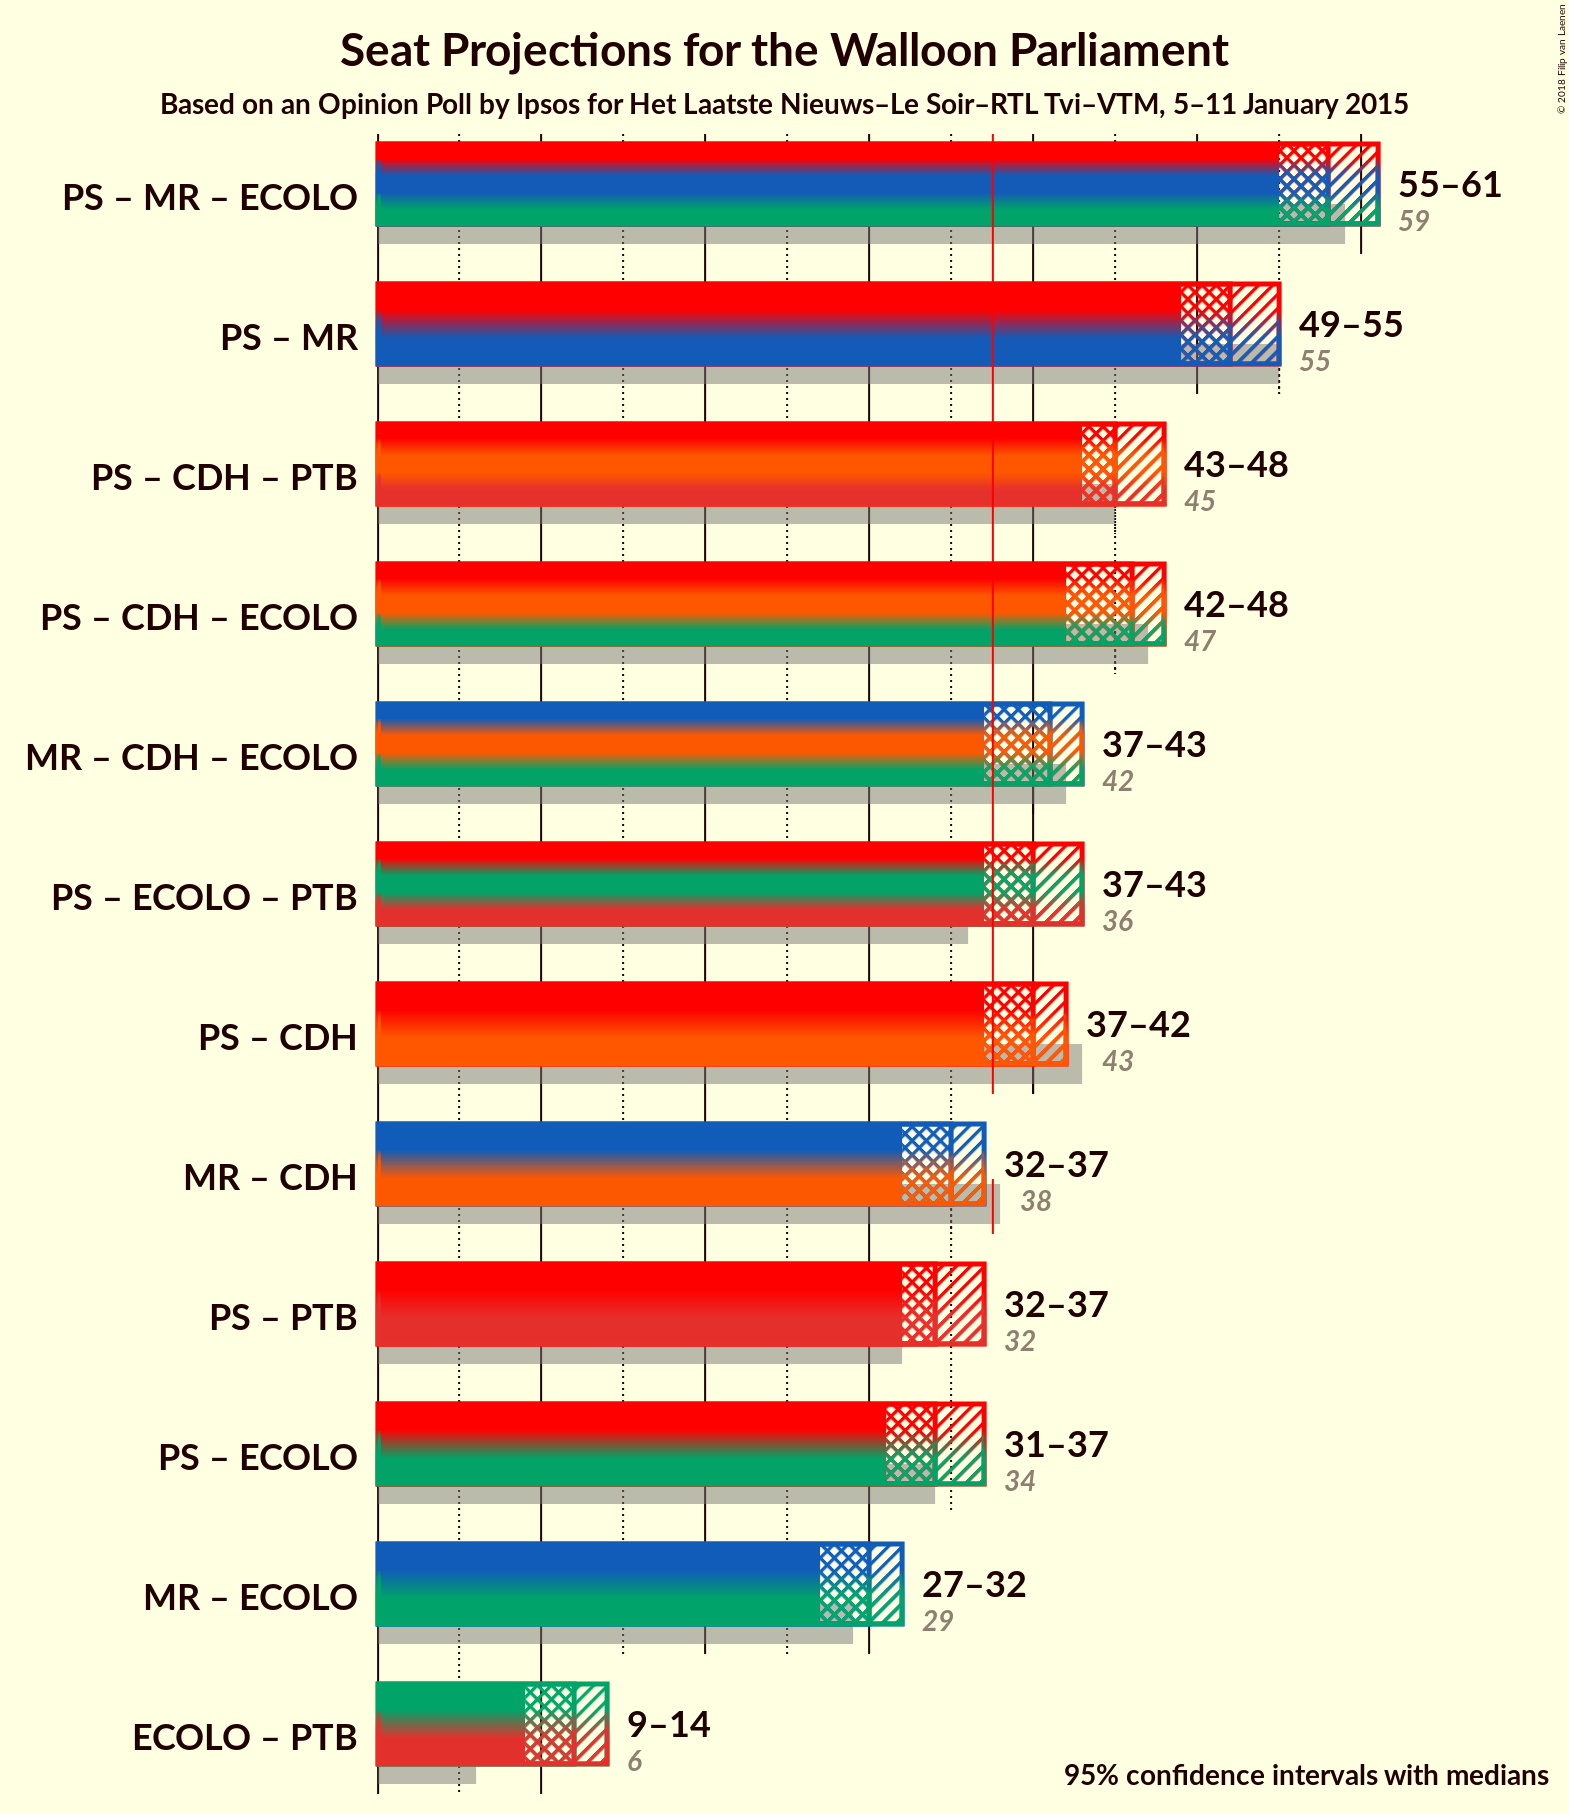 Seat Projections for the Walloon Parliament
Based on an Opinion Poll by Ipsos for Het Laatste Nieuws–Le Soir–RTL Tvi–VTM, 5–11 January 2015
© 2018 Filip van Laenen
PS – MR – ECOLO
55–61
59
PS – MR
49–55
55
PS – CDH – PTB
43–48
45
PS – CDH – ECOLO
42–48
47
MR – CDH – ECOLO
37–43
42
PS – ECOLO – PTB
37–43
36
PS – CDH
37–42
43
MR – CDH
32–37
38
PS – PTB
32–37
32
PS – ECOLO
31–37
34
MR – ECOLO
27–32
29
ECOLO – PTB
9–14
6
95% confidence intervals with medians